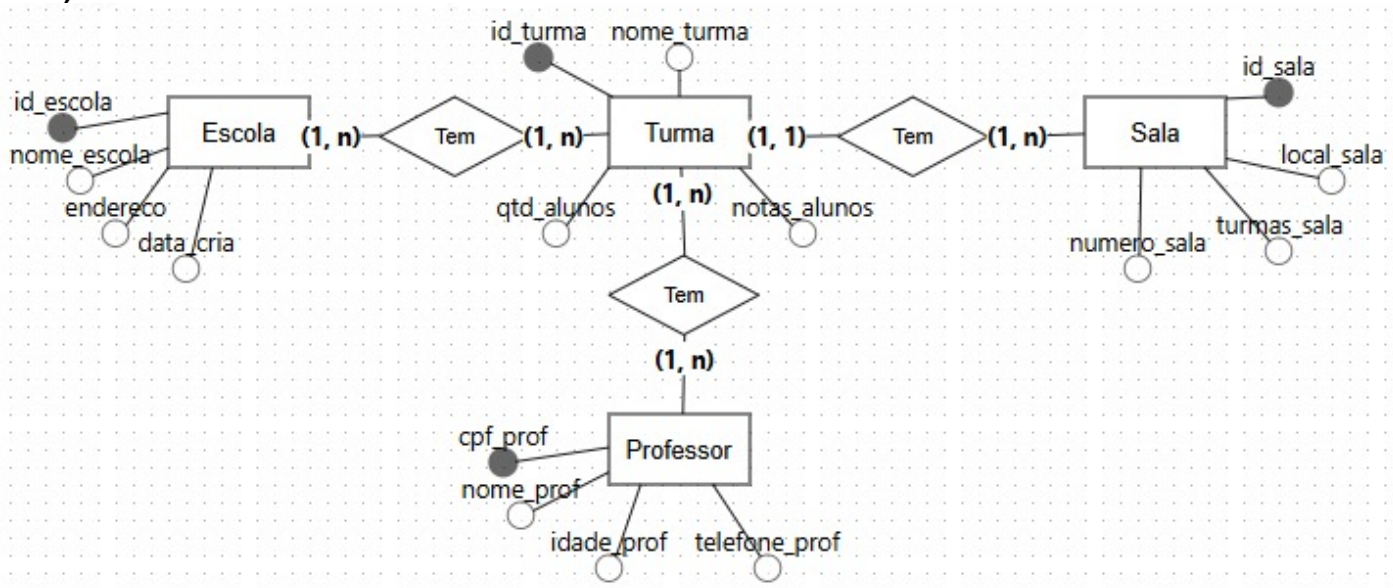 id_turma nome_turma
id_sala
id_escola
Escola (1, n) Tem (1, n) Turma (1, 1) Tem (1, n) Sala
nome_escola
local_sala
endereco
qtd_alunos (1, n) notas_alunos
turmas_sala
data_cria
numero_sala
Tem
(1, n)
cpf_prof
Professor
nome_prof
idade_prof telefone_prof